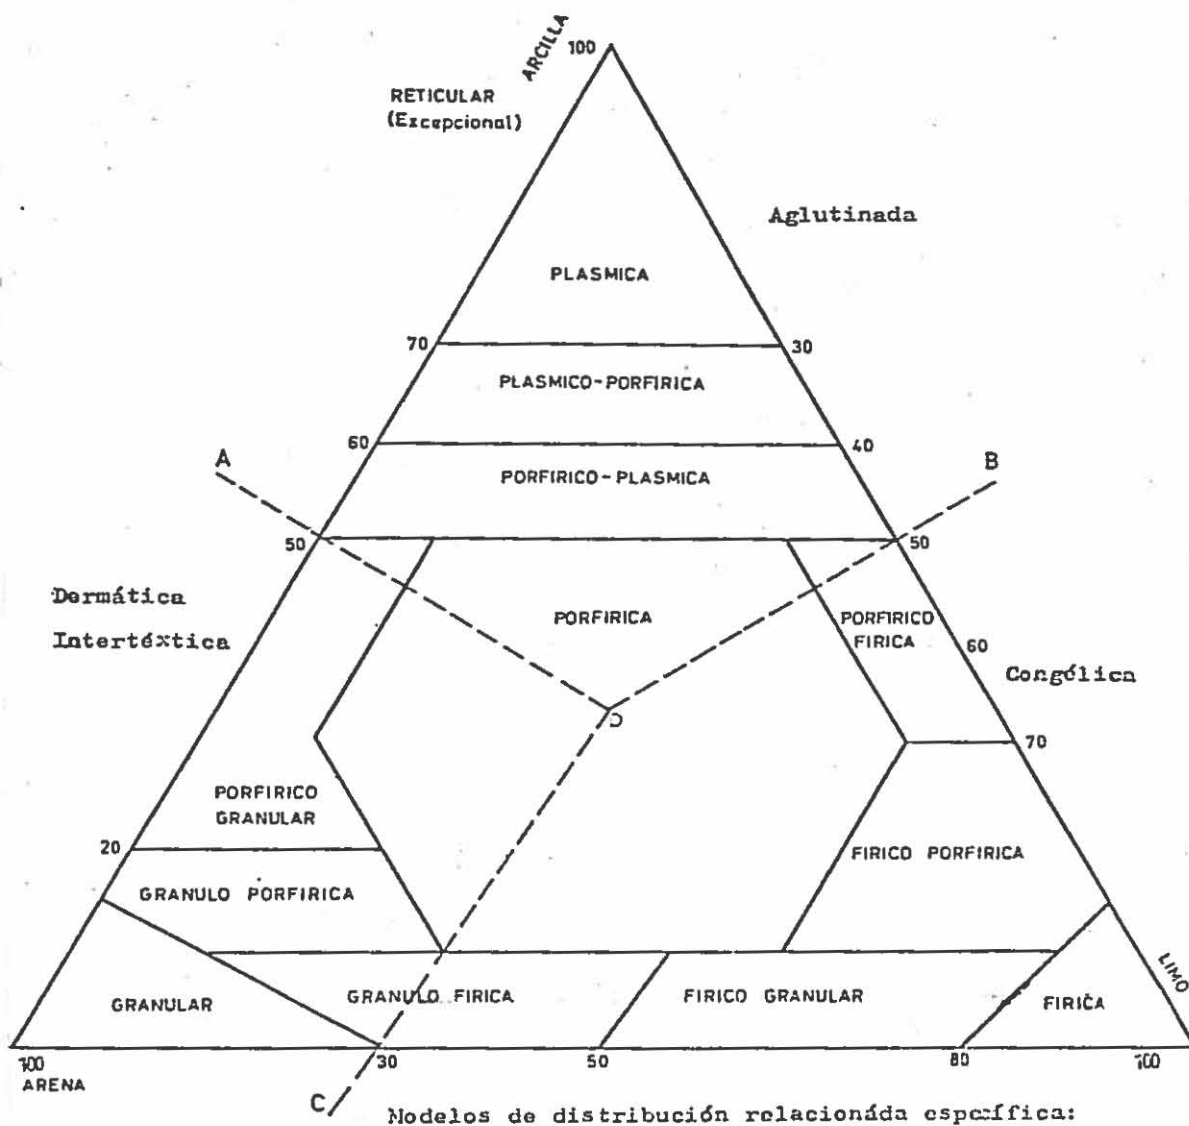 ARCILLA
100
RETICULAR
(Excepcional)
Aglutinada
PLASMICA
70
30
PLASMICO-PORFIRICA
60
40
A
B
PORFIRICO-PLASMICA
50
50
Dermática
Intertéxtica
PORFIRICA
PORFIRICO
FIRICA
60
Congélica
D
70
PORFIRICO
GRANULAR
20
FIRICO PORFIRICA
GRANULO PORFIRICA
LIMO
GRANULAR
GRANULO FIRICA
FIRICO GRANULAR
FIRICA
100
30
50
80
100
ARENA
C
Modelos de distribución relacionáda específica: